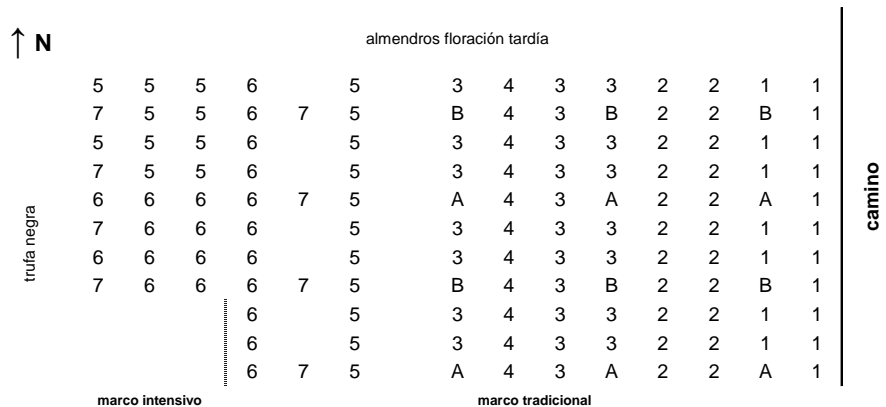 N
almendros floración tardía
5 5 5 6 5 3 4 3 3 2 2 1 1
7 5 5 6 7 5 B 4 3 B 2 2 B 1
5 5 5 6 5 3 4 3 3 2 2 1 1
7 5 5 6 5 3 4 3 3 2 2 1 1
6 6 6 6 7 5 A 4 3 A 2 2 A 1
7 6 6 6 5 3 4 3 3 2 2 1 1
6 6 6 6 5 3 4 3 3 2 2 1 1
7 6 6 6 7 5 B 4 3 B 2 2 B 1
6 5 3 4 3 3 2 2 1 1
6 5 3 4 3 3 2 2 1 1
6 7 5 A 4 3 A 2 2 A 1
trufa negra
camino
marco intensivo
marco tradicional